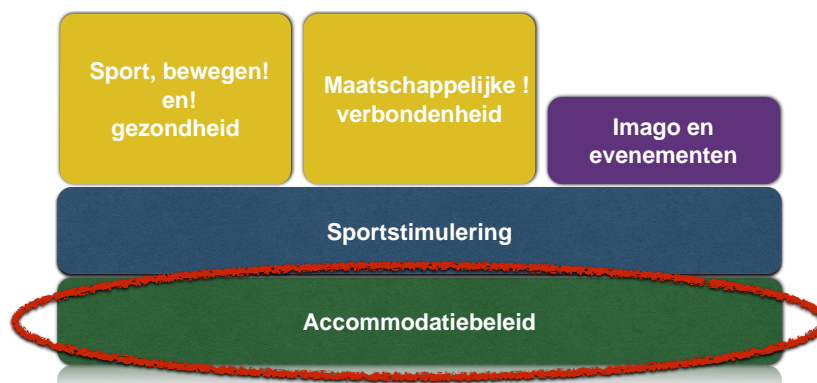 Sport, bewegen!
en!
gezondheid
Maatschappelijke !
verbondenheid
Imago en
evenementen
Sportstimulering
Accommodatiebeleid